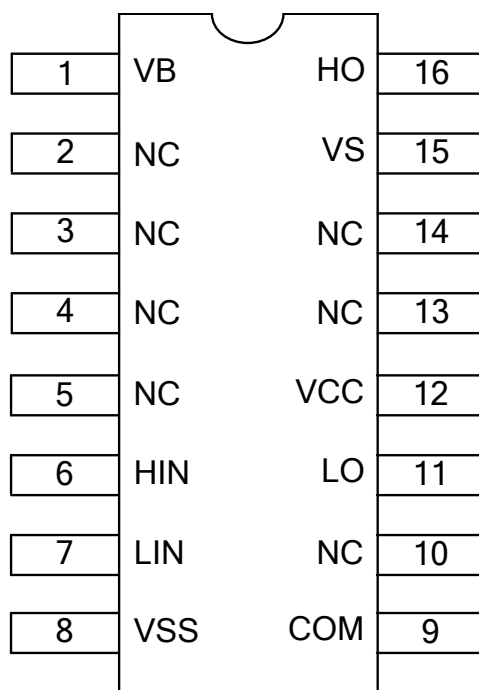 1 VB HO 16
2 NC VS 15
3 NC NC 14
4 NC NC 13
5 NC VCC 12
6 HIN LO 11
7 LIN NC 10
8 VSS COM 9